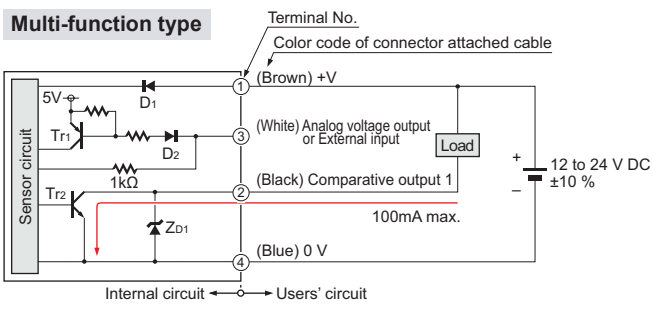 Multi-function type
Terminal No.
Color code of connector attached cable
1
(Brown) +V
5V
D1
Tr1
D2
3
(White) Analog voltage output
or External input
Load
Sensor circuit
1kΩ
2
(Black) Comparative output 1
+
–
12 to 24 V DC
±10 %
Tr2
ZD1
100mA max.
4
(Blue) 0 V
Internal circuit
Users' circuit